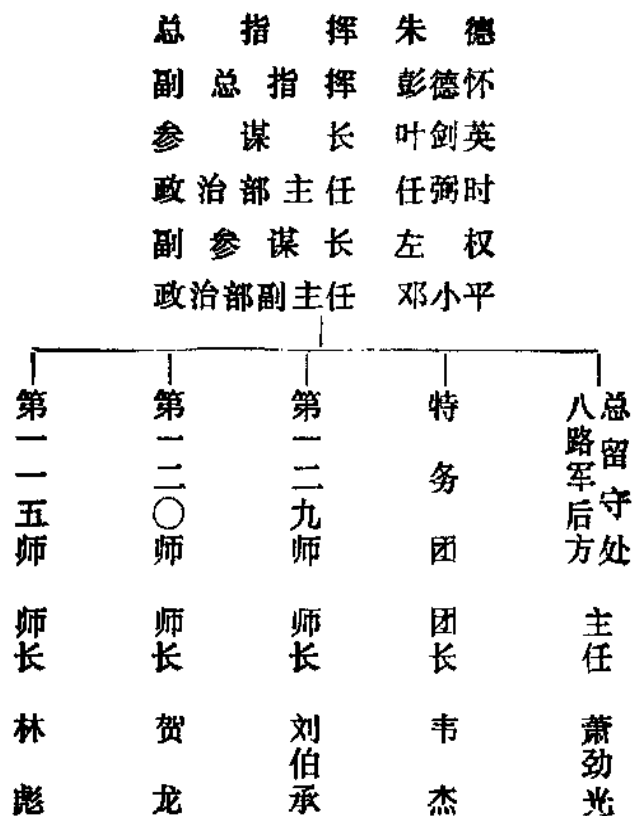 总指挥 朱德
副总指挥 彭德怀
参谋长 叶剑英
政治部主任 任弼时
副参谋长 左权
政治部副主任 邓小平
第一一五师 师长 林彪
第一二〇师 师长 贺龙
第一二九师 师长 刘伯承
特务团 团长 韦杰
八路军后方总留守处 主任 萧劲光